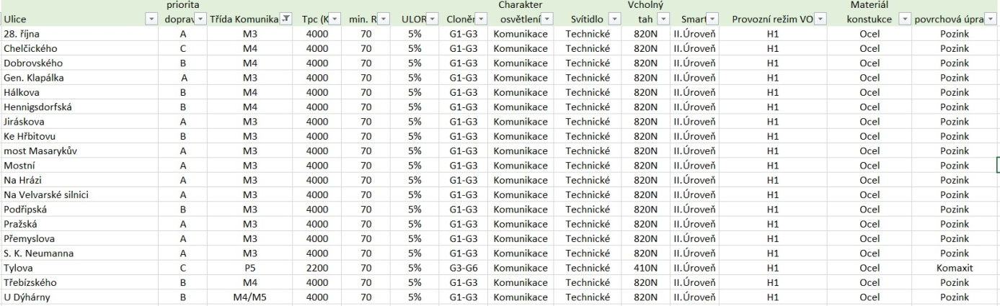 priorita Charakter Vcholný Materiál
Ulice doprav Třída Komunika Tpc (K min. R ULOR Cloněn osvětlení Svítidlo tah Smart Provozní režim VO konstukce povrchová úpra
28. října A M3 4000 70 5% G1-G3 Komunikace Technické 820N II.Úroveň H1 Ocel Pozink
Chelčického C M4 4000 70 5% G1-G3 Komunikace Technické 820N II.Úroveň H1 Ocel Pozink
Dobrovského B M4 4000 70 5% G1-G3 Komunikace Technické 820N II.Úroveň H1 Ocel Pozink
Gen. Klapálka A M3 4000 70 5% G1-G3 Komunikace Technické 820N II.Úroveň H1 Ocel Pozink
Hálkova B M4 4000 70 5% G1-G3 Komunikace Technické 820N II.Úroveň H1 Ocel Pozink
Hennigsdorfská B M4 4000 70 5% G1-G3 Komunikace Technické 820N II.Úroveň H1 Ocel Pozink
Jiráskova A M3 4000 70 5% G1-G3 Komunikace Technické 820N II.Úroveň H1 Ocel Pozink
Ke Hřbitovu B M3 4000 70 5% G1-G3 Komunikace Technické 820N II.Úroveň H1 Ocel Pozink
most Masarykův A M3 4000 70 5% G1-G3 Komunikace Technické 820N II.Úroveň H1 Ocel Pozink
Mostní A M3 4000 70 5% G1-G3 Komunikace Technické 820N II.Úroveň H1 Ocel Pozink
Na Hrázi A M3 4000 70 5% G1-G3 Komunikace Technické 820N II.Úroveň H1 Ocel Pozink
Na Velvarské silnici A M3 4000 70 5% G1-G3 Komunikace Technické 820N II.Úroveň H1 Ocel Pozink
Podřipská B M3 4000 70 5% G1-G3 Komunikace Technické 820N II.Úroveň H1 Ocel Pozink
Pražská A M3 4000 70 5% G1-G3 Komunikace Technické 820N II.Úroveň H1 Ocel Pozink
Přemyslova A M3 4000 70 5% G1-G3 Komunikace Technické 820N II.Úroveň H1 Ocel Pozink
S. K. Neumanna A M3 4000 70 5% G1-G3 Komunikace Technické 820N II.Úroveň H1 Ocel Pozink
Tylova C P5 2200 70 5% G3-G6 Komunikace Technické 410N II.Úroveň H1 Ocel Komaxit
Třebízského B M4 4000 70 5% G1-G3 Komunikace Technické 820N II.Úroveň H1 Ocel Pozink
U Dýhárny B M4/M5 4000 70 5% G1-G3 Komunikace Technické 820N II.Úroveň H1 Ocel Pozink